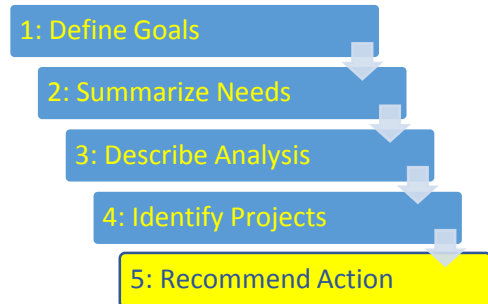 1: Define Goals
2: Summarize Needs
3: Describe Analysis
4: Identify Projects
5: Recommend Action